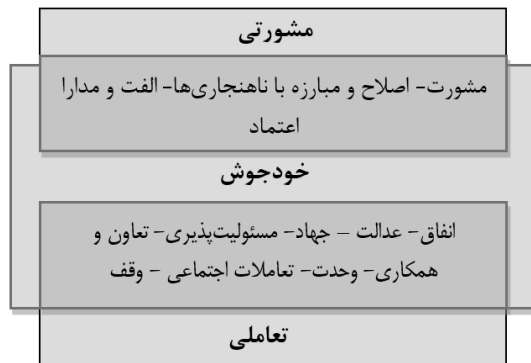 مشورتی
مشورت- اصلاح و مبارزه با ناهنجاری‌ها- الفت و مدارا
اعتماد
خودجوش
انفاق- عدالت – جهاد- مسئولیت‌پذیری- تعاون و
همکاری- وحدت- تعاملات اجتماعی – وقف
تعاملی